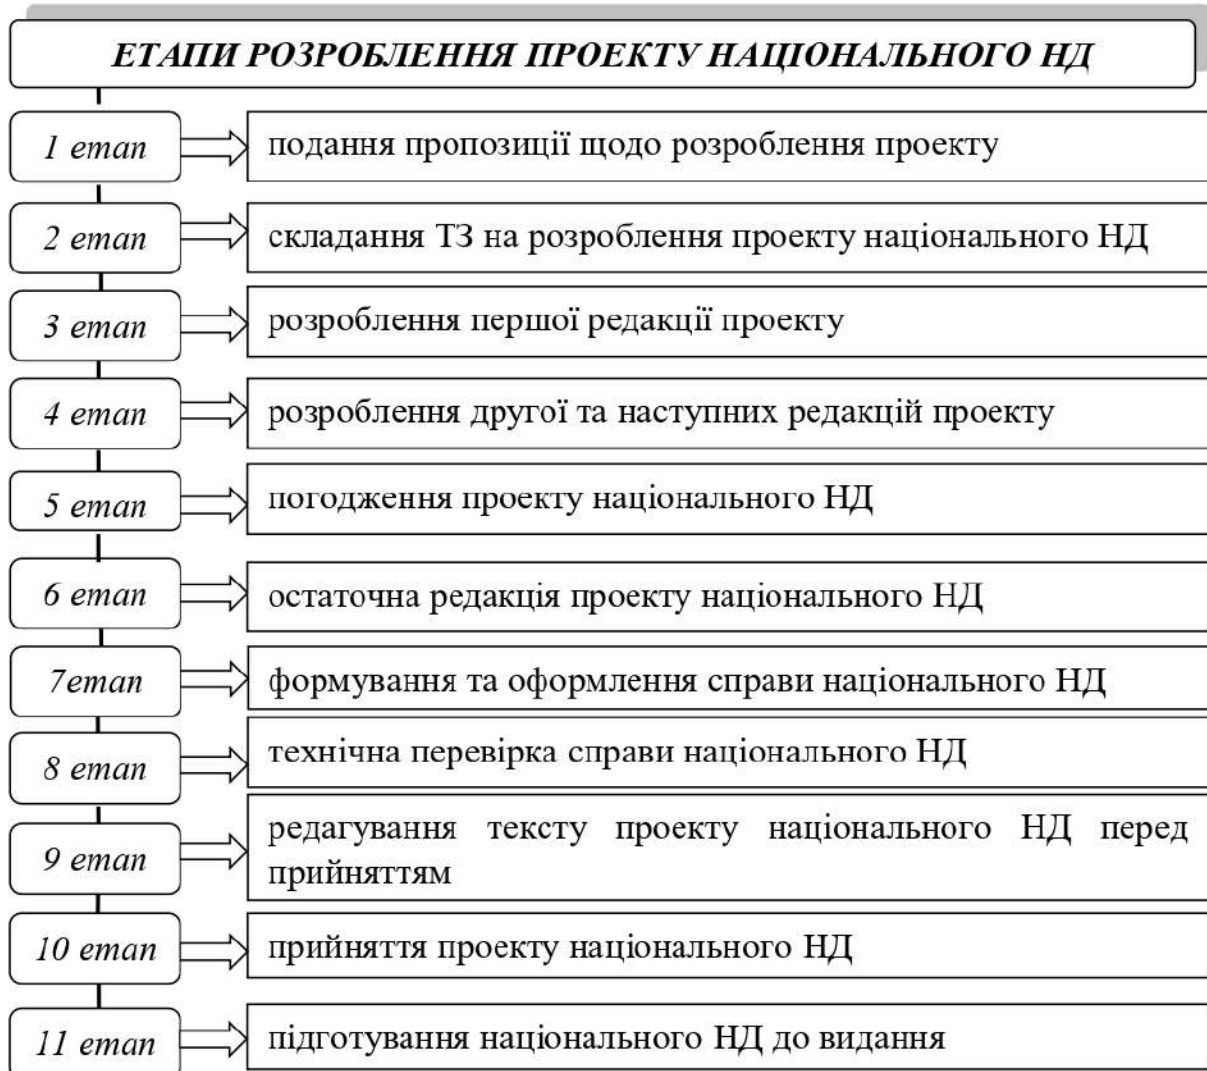 ЕТАПИ РОЗРОБЛЕННЯ ПРОЕКТУ НАЦІОНАЛЬНОГО НД
1 етап
подання пропозиції щодо розроблення проекту
2 етап
складання ТЗ на розроблення проекту національного НД
3 етап
розроблення першої редакції проекту
4 етап
розроблення другої та наступних редакцій проекту
5 етап
погодження проекту національного НД
6 етап
остаточна редакція проекту національного НД
7етап
формування та оформлення справи національного НД
8 етап
технічна перевірка справи національного НД
9 етап
редагування тексту проекту національного НД перед
прийняттям
10 етап
прийняття проекту національного НД
11 етап
підготування національного НД до видання